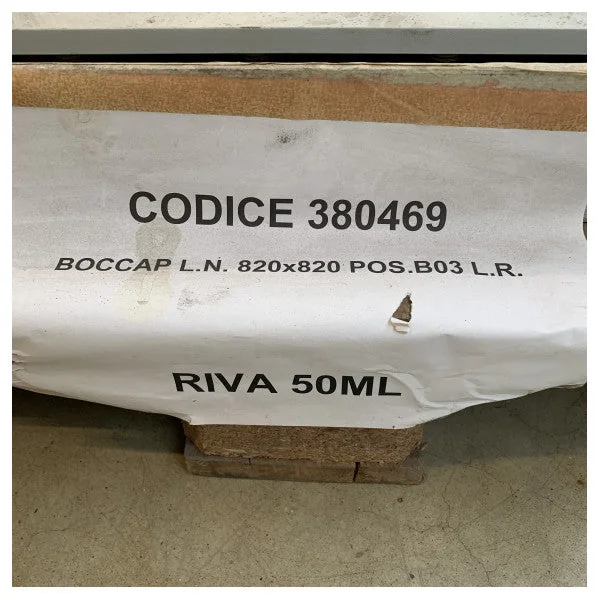 CODICE 380469
BOCCAP L.N. 820x820 POS.B03 L.R.
RIVA 50ML